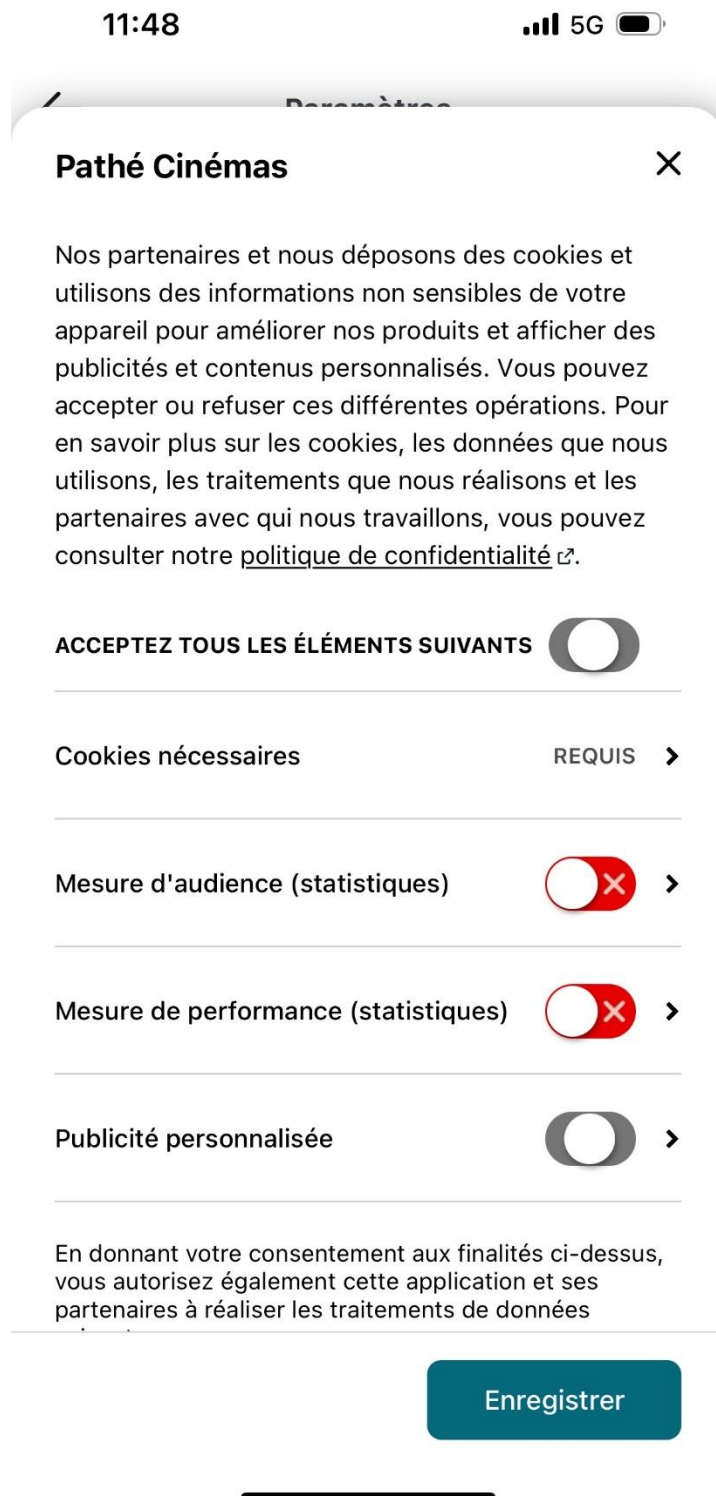 11:48
5G
Paramètres
Pathé Cinémas
Nos partenaires et nous déposons des cookies et
utilisons des informations non sensibles de votre
appareil pour améliorer nos produits et afficher des
publicités et contenus personnalisés. Vous pouvez
accepter ou refuser ces différentes opérations. Pour
en savoir plus sur les cookies, les données que nous
utilisons, les traitements que nous réalisons et les
partenaires avec qui nous travaillons, vous pouvez
consulter notre politique de confidentialité.
ACCEPTEZ TOUS LES ÉLÉMENTS SUIVANTS
Cookies nécessaires REQUIS
Mesure d'audience (statistiques)
Mesure de performance (statistiques)
Publicité personnalisée
En donnant votre consentement aux finalités ci-dessus,
vous autorisez également cette application et ses
partenaires à réaliser les traitements de données
Enregistrer